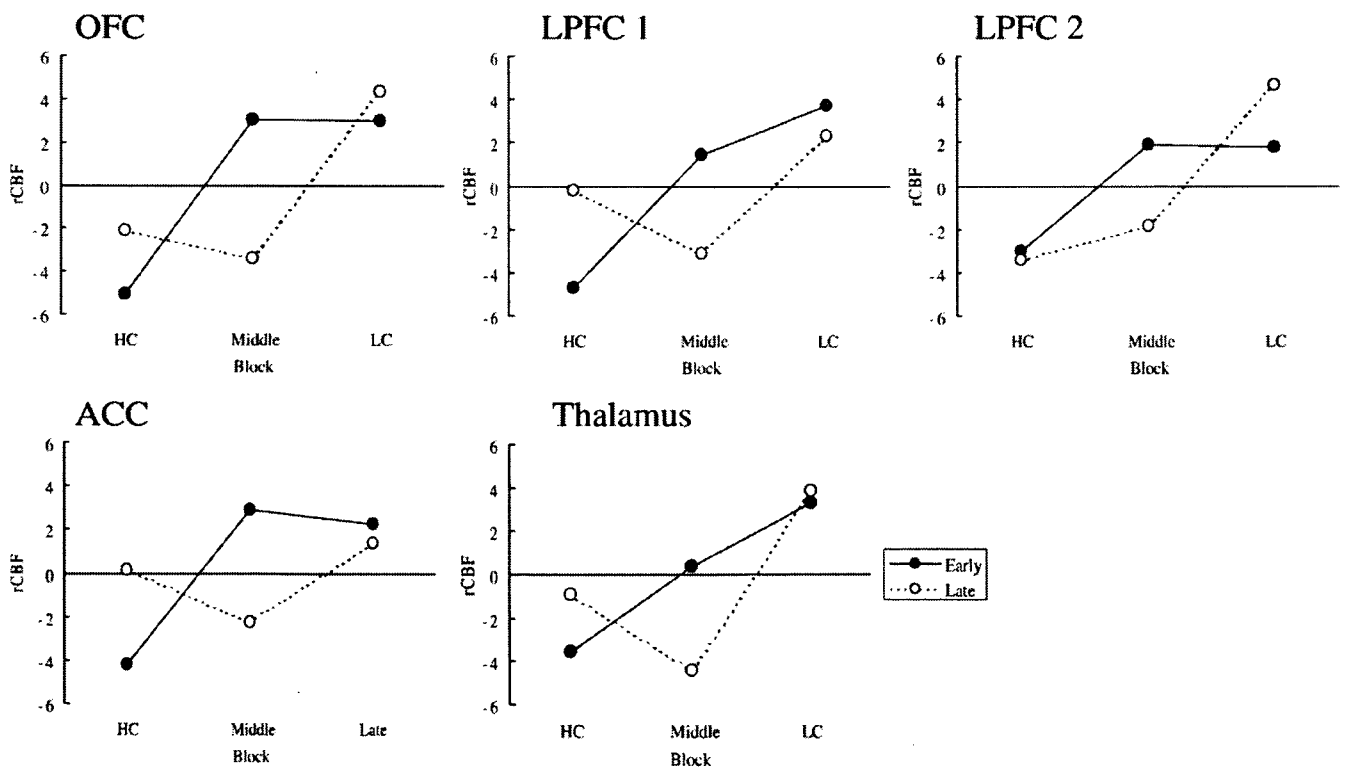 OFC
6
4
2
0
-2
-4
-6
rCBF
HC Middle LC
Block
LPFC 1
6
4
2
0
-2
-4
-6
rCBF
HC Middle LC
Block
LPFC 2
6
4
2
0
-2
-4
-6
rCBF
HC Middle LC
Block
ACC
6
4
2
0
-2
-4
-6
rCBF
HC Middle Late
Block
Thalamus
6
4
2
0
-2
-4
-6
rCBF
HC Middle LC
Block
Early
Late